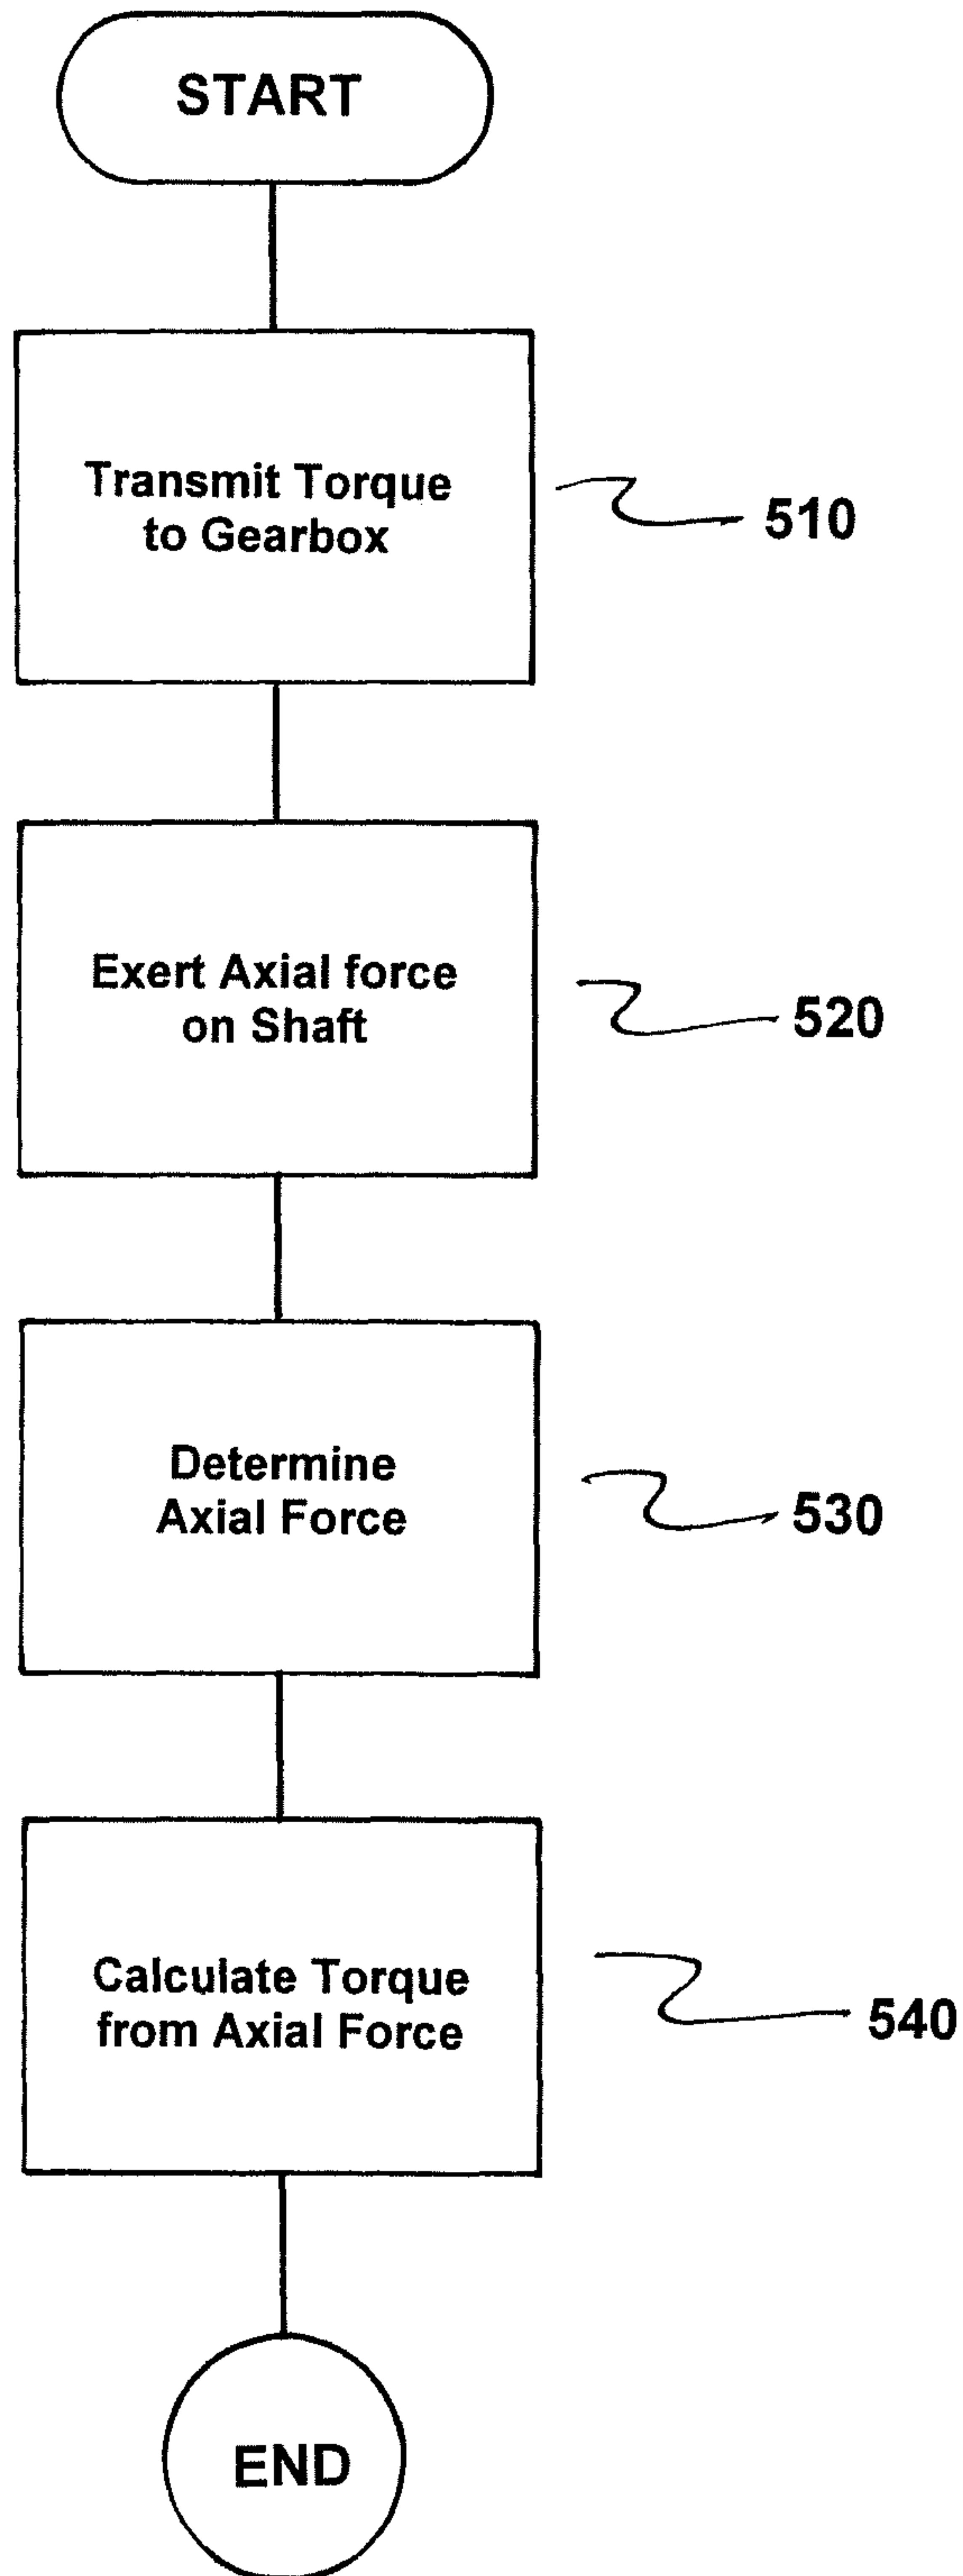 START
Transmit Torque
to Gearbox
510
Exert Axial force
on Shaft
520
Determine
Axial Force
530
Calculate Torque
from Axial Force
540
END